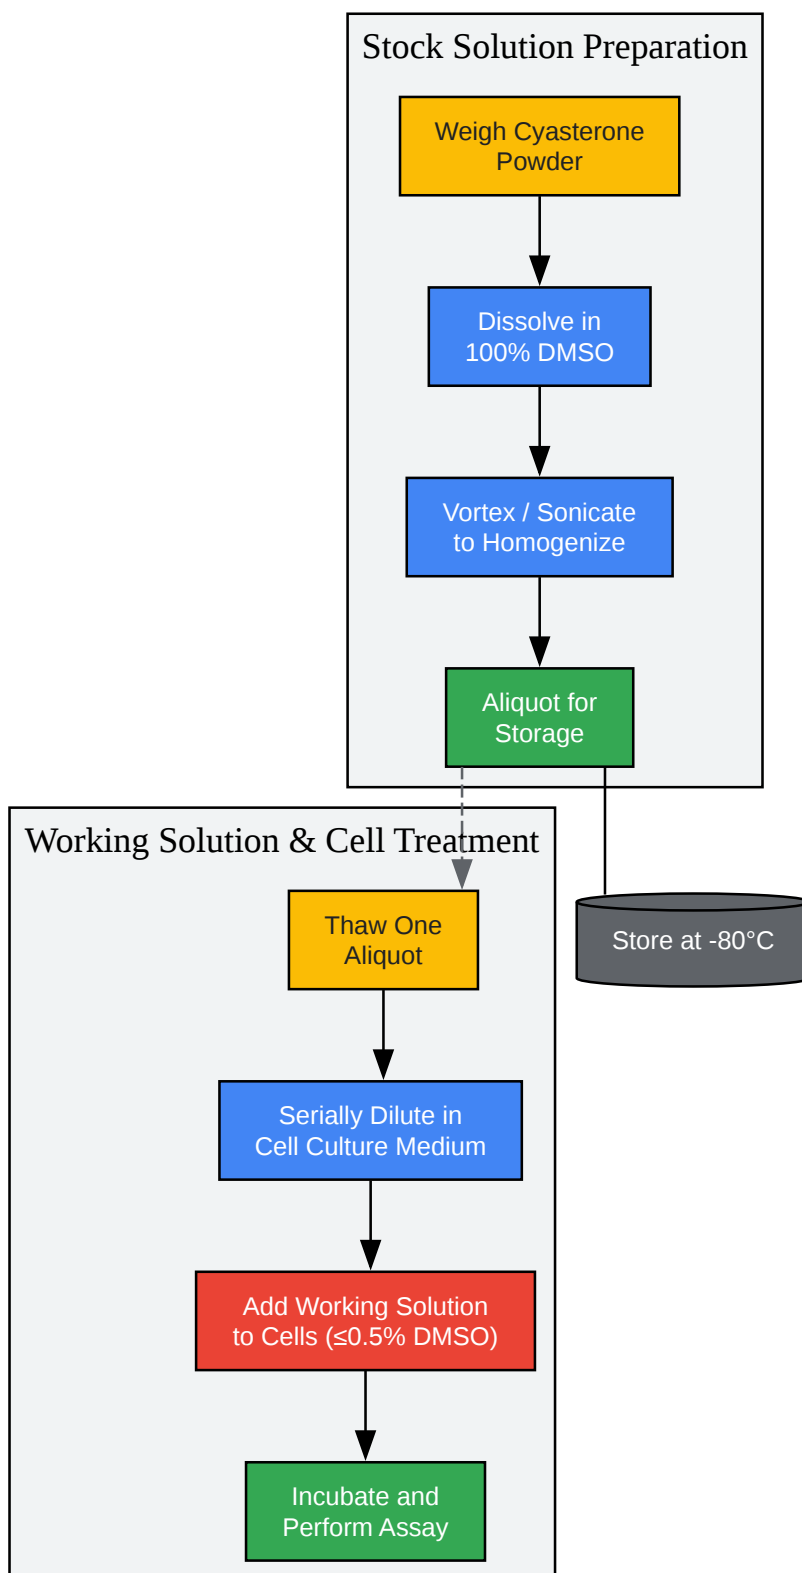 Stock Solution Preparation
Weigh Cyasterone
Powder
Dissolve in
100% DMSO
Vortex / Sonicate
to Homogenize
Aliquot for
Storage
Working Solution & Cell Treatment
Thaw One
Aliquot
Store at -80°C
Serially Dilute in
Cell Culture Medium
Add Working Solution
to Cells (≤0.5% DMSO)
Incubate and
Perform Assay